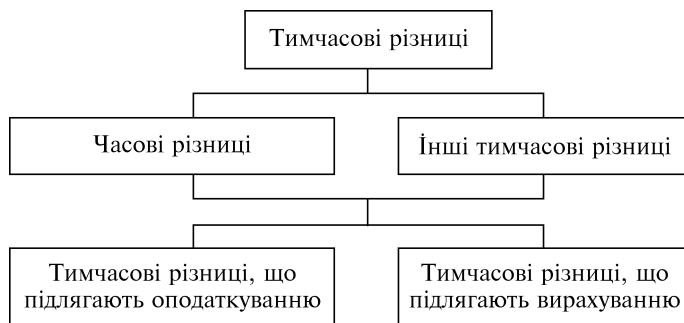 Тимчасові різниці
Часові різниці
Інші тимчасові різниці
Тимчасові різниці, що
підлягають оподаткуванню
Тимчасові різниці, що
підлягають вирахуванню